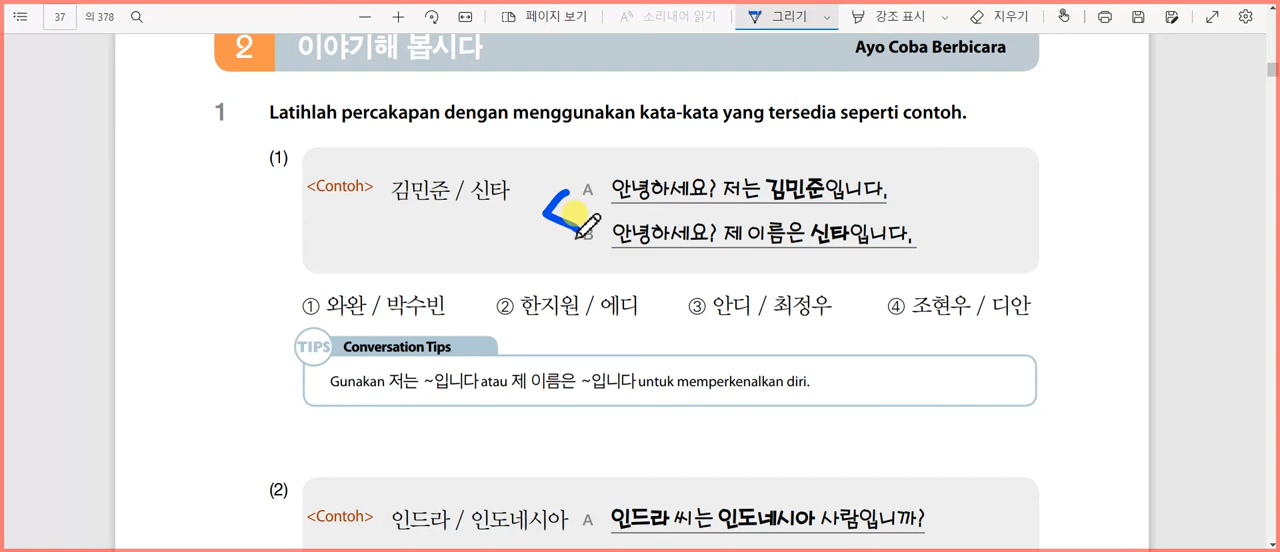 37 의 378 페이지 보기 소리내어 읽기 그리기 강조 표시 지우기
2 이야기해 봅시다 Ayo Coba Berbicara
1 Latihlah percakapan dengan menggunakan kata-kata yang tersedia seperti contoh.
(1)
<Contoh> 김민준 / 신타 A 안녕하세요? 저는 김민준입니다.
B 안녕하세요? 제 이름은 신타입니다.
① 와완 / 박수빈 ② 한지원 / 에디 ③ 안디 / 최정우 ④ 조현우 / 디안
TIPS Conversation Tips
Gunakan 저는 ~입니다 atau 제 이름은 ~입니다 untuk memperkenalkan diri.
(2)
<Contoh> 인드라 / 인도네시아 A 인드라 씨는 인도네시아 사람입니까?